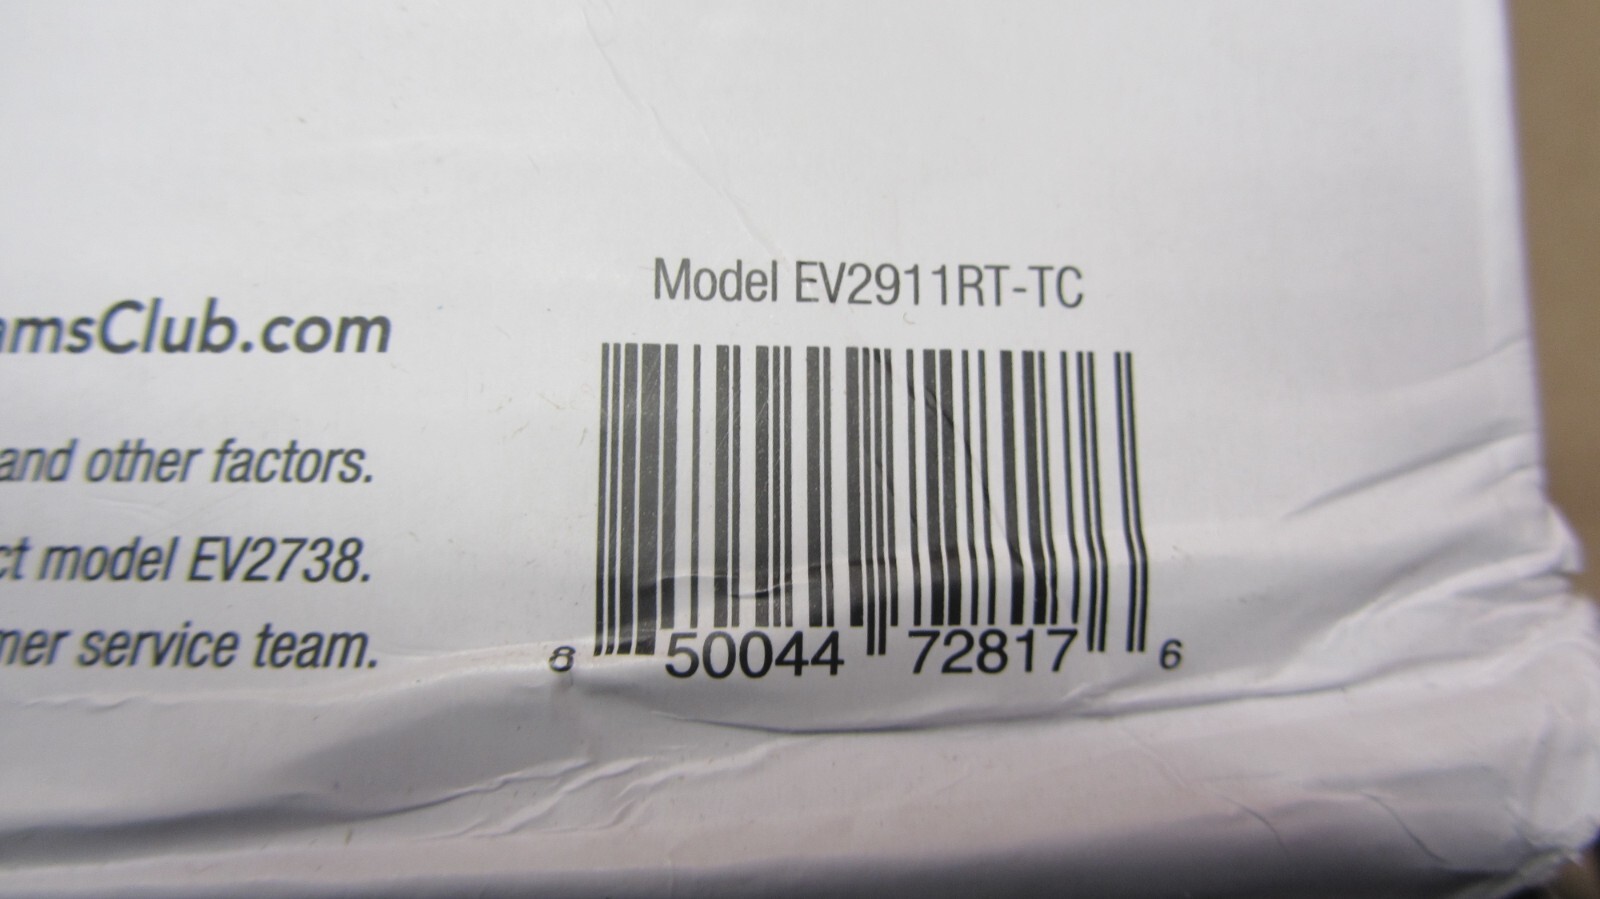 Model EV2911RT-TC
amsClub.com
and other factors.
ct model EV2738.
mer service team.
8 50044 72817 6